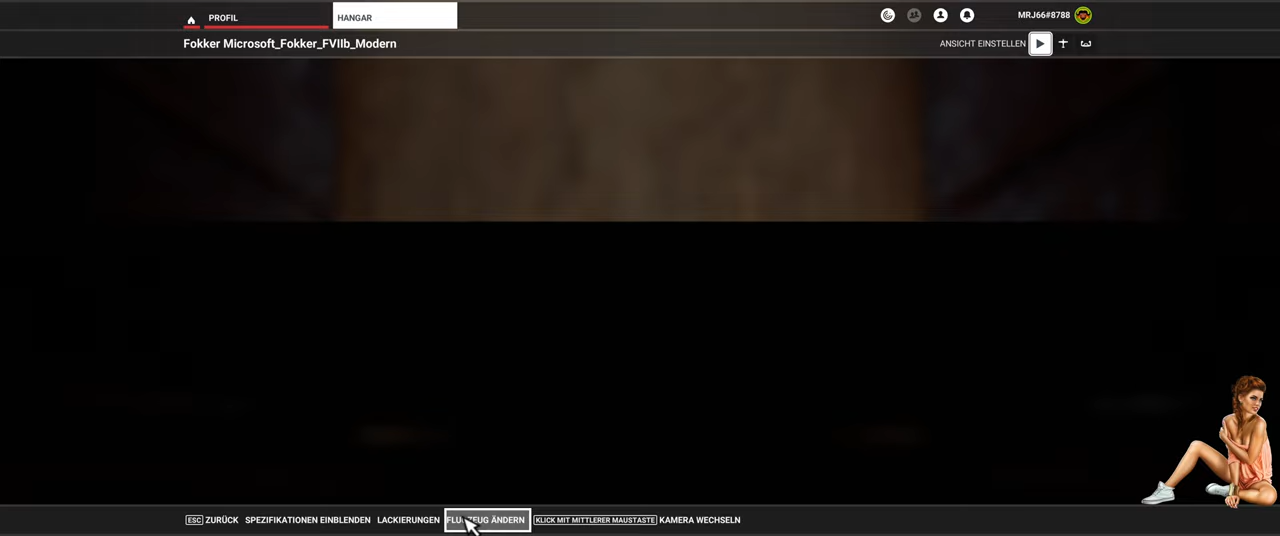 PROFIL
HANGAR
MRJ66#8788
Fokker Microsoft_Fokker_FVIIb_Modern
ANSICHT EINSTELLEN
ESC ZURÜCK SPEZIFIKATIONEN EINBLENDEN LACKIERUNGEN FLUGZEUG ÄNDERN KLICK MIT MITTLERER MAUSTASTE KAMERA WECHSELN